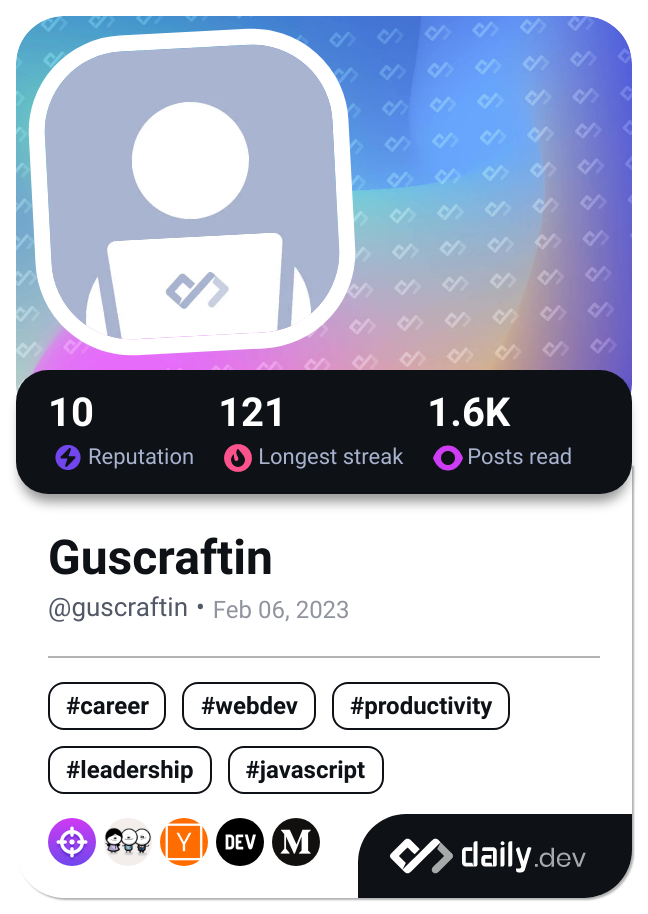 10 121 1.6K
Reputation Longest streak Posts read
Guscraftin
@guscraftin • Feb 06, 2023
#career #webdev #productivity
#leadership #javascript
Y DEV M daily.dev